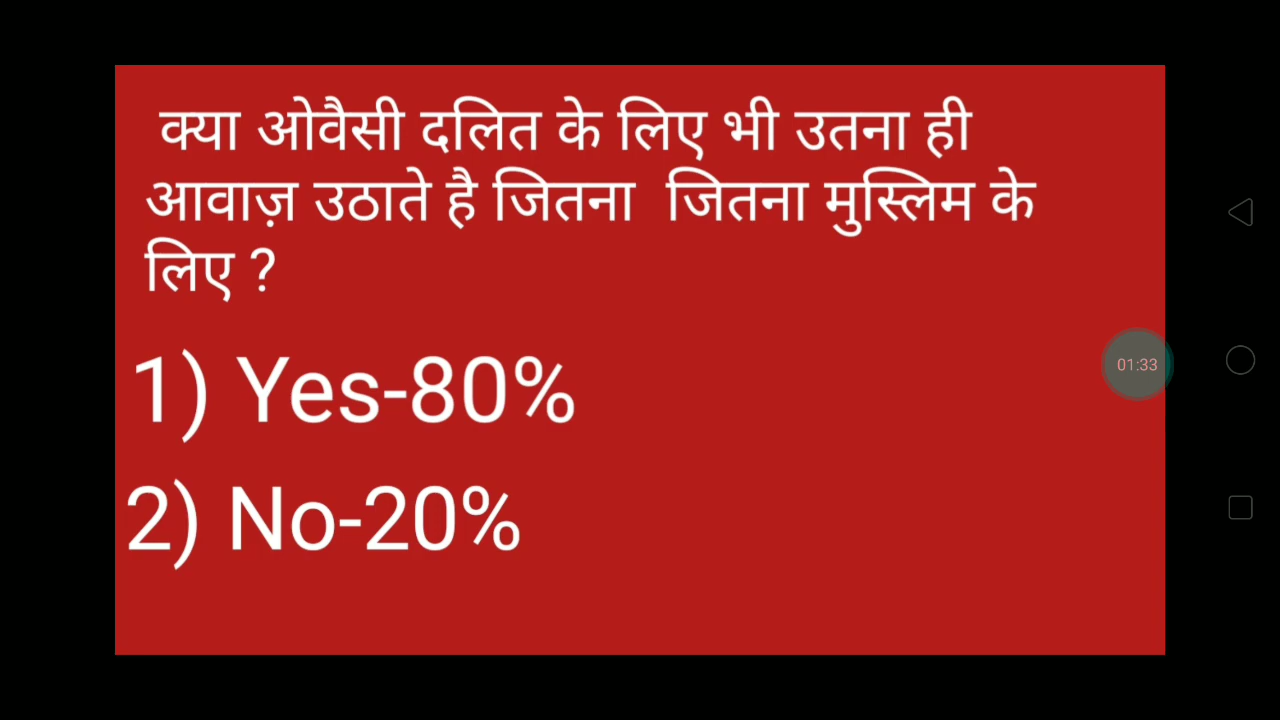 क्या ओवैसी दलित के लिए भी उतना ही
आवाज़ उठाते है जितना जितना मुस्लिम के
लिए ?
1) Yes-80%
2) No-20%
01:33